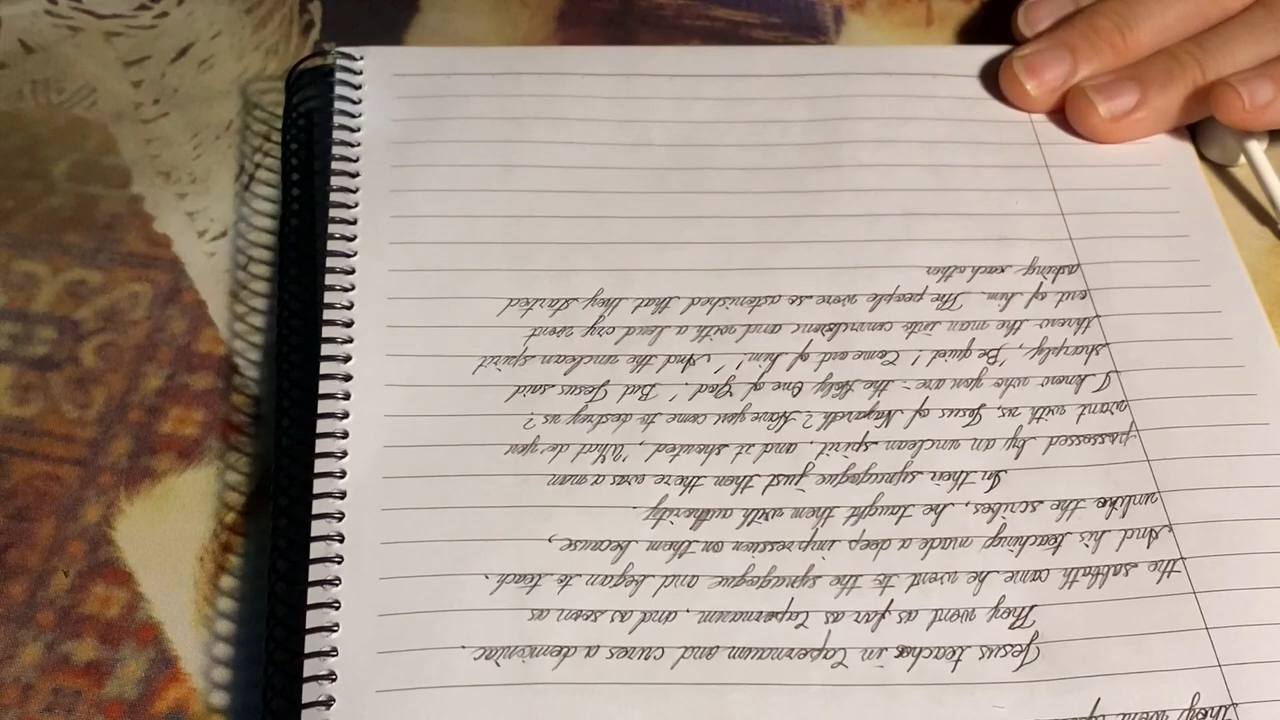 they went
Jesus teaches in Capernaum and cures a demoniac.
They went as far as Capernaum, and as soon as
the sabbath came he went to the synagogue and began to teach.
And his teaching made a deep impression on them because,
unlike the scribes, he taught them with authority.
In their synagogue just then there was a man
possessed by an unclean spirit, and it shouted, 'What do you
want with us, Jesus of Nazareth? Have you come to destroy us?
I know who you are - the Holy One of God.' But Jesus said
sharply, 'Be quiet! Come out of him!' And the unclean spirit
threw the man into convulsions and with a loud cry went
out of him. The people were so astonished that they started
asking each other